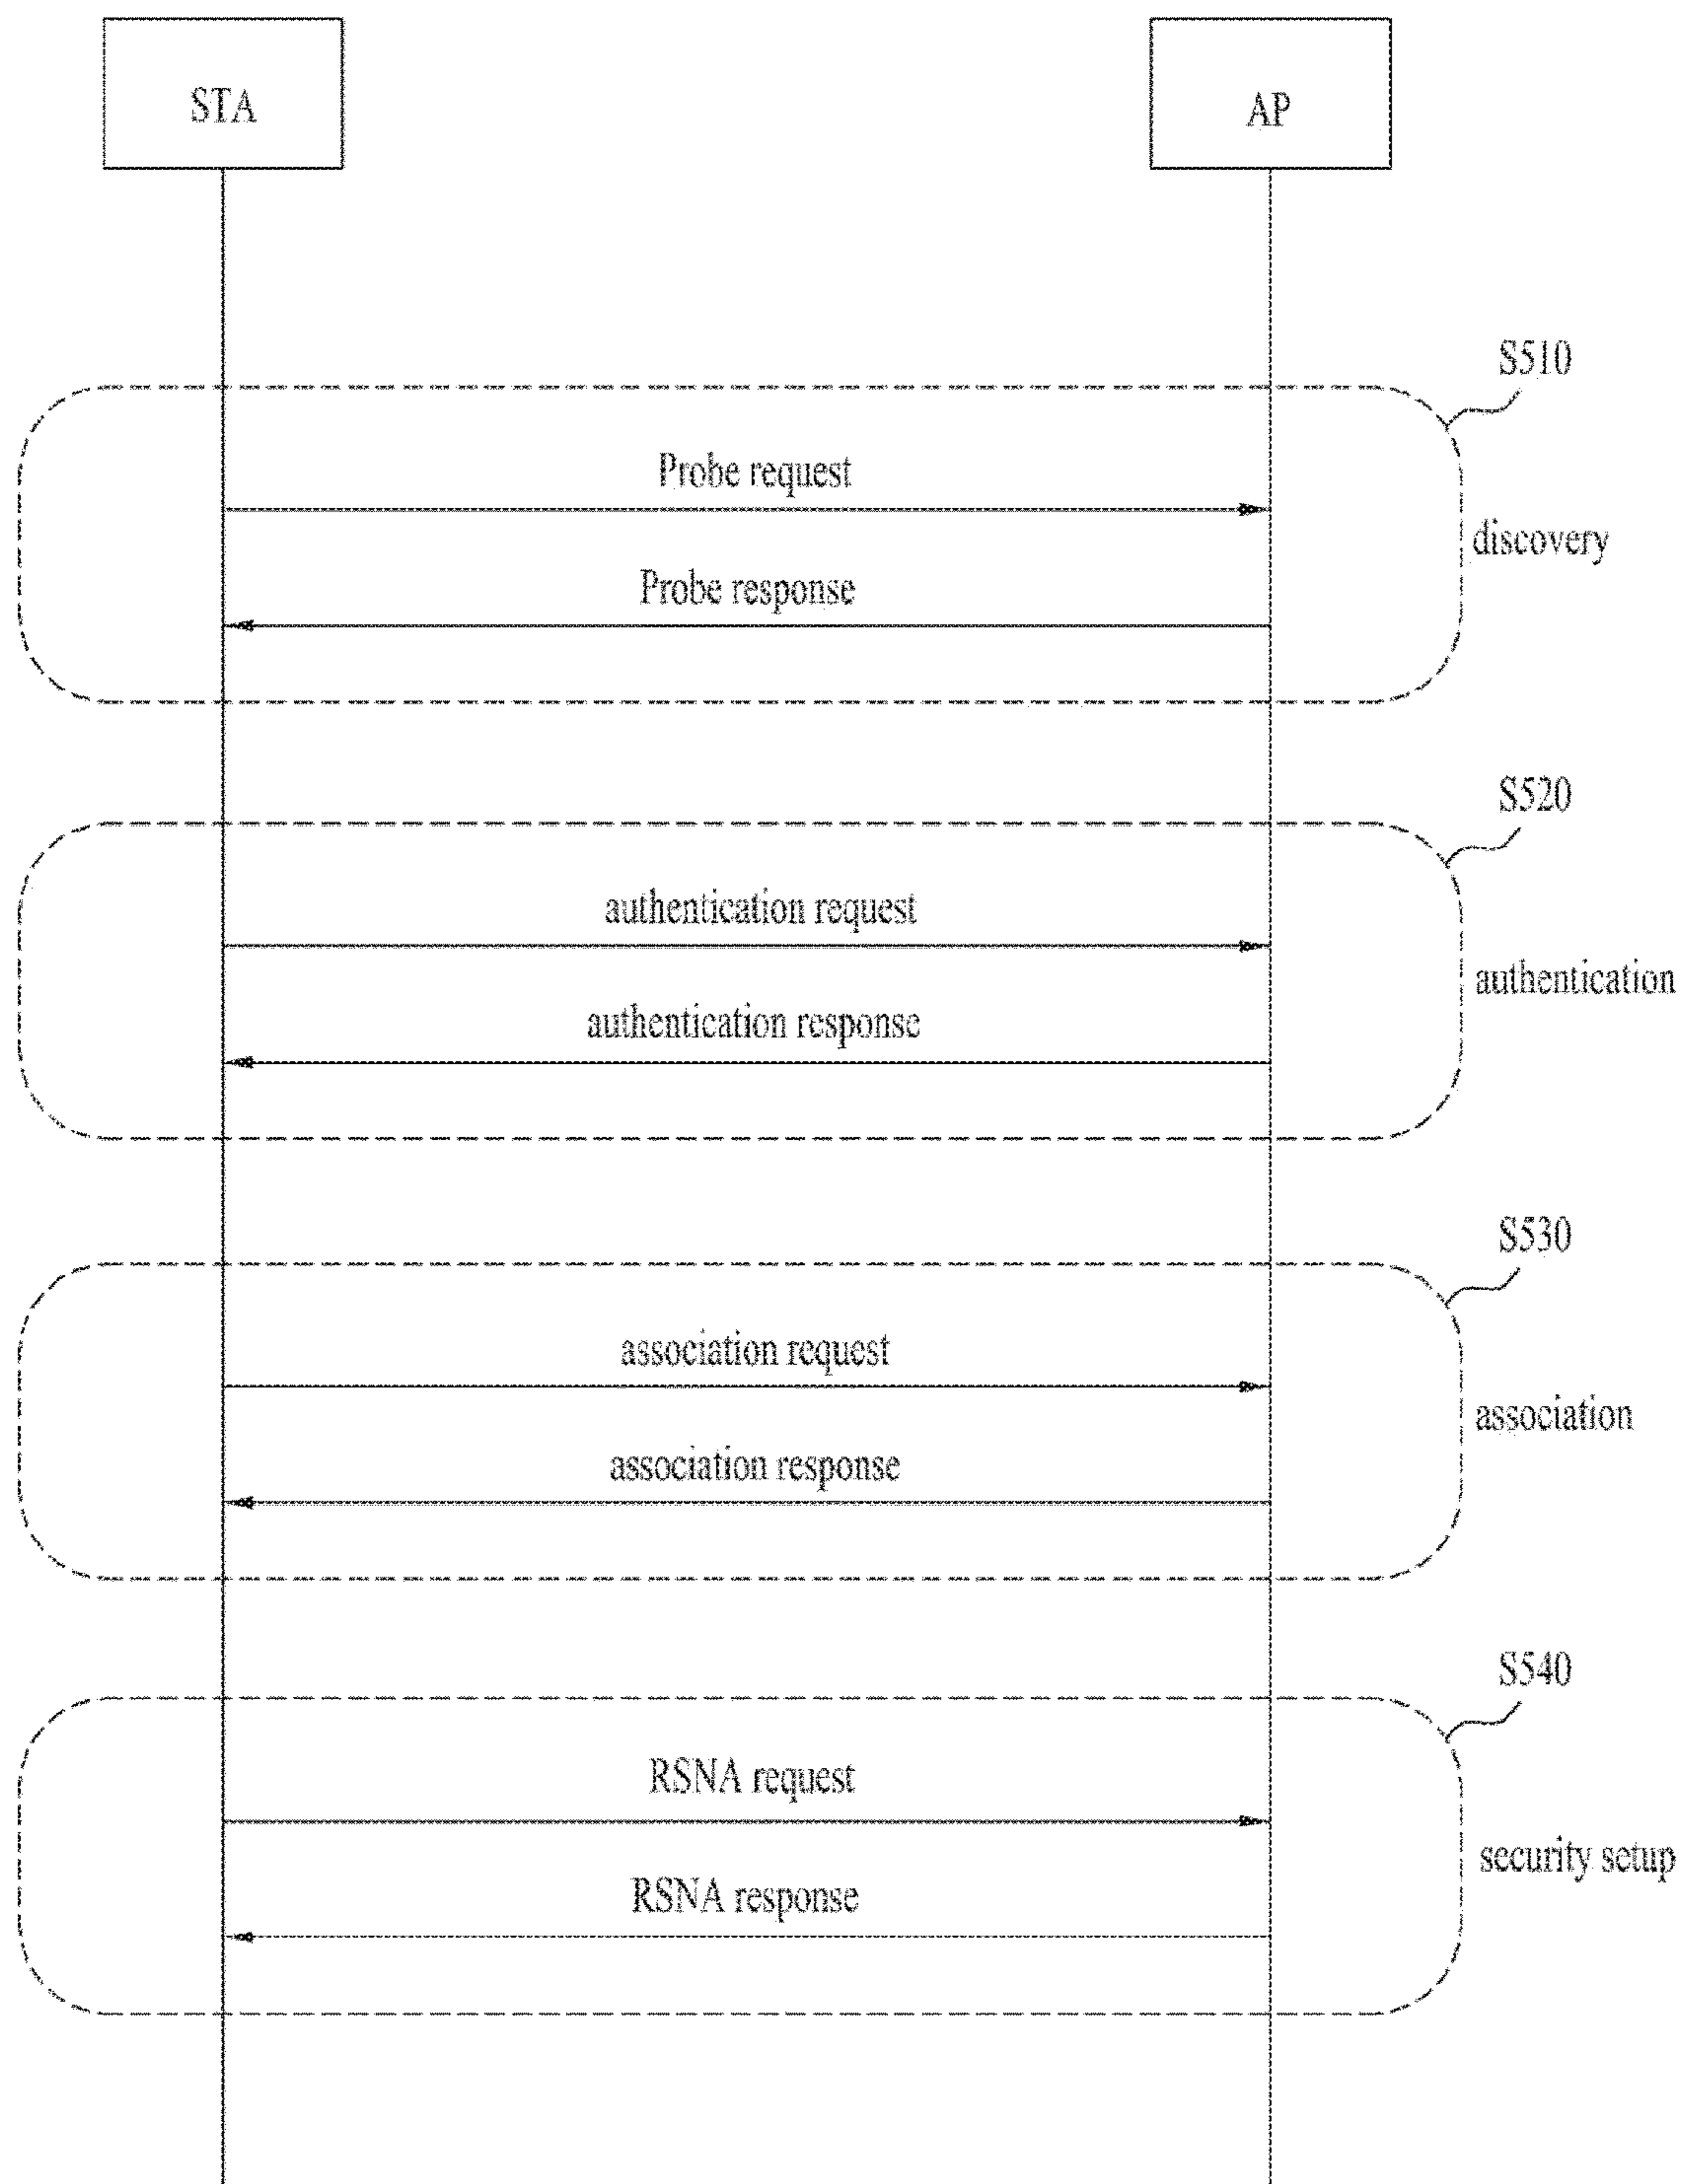 STA
AP
S510
Probe request
discovery
Probe response
S520
authentication request
authentication
authentication response
S530
association request
association
association response
S540
RSNA request
security setup
RSNA response